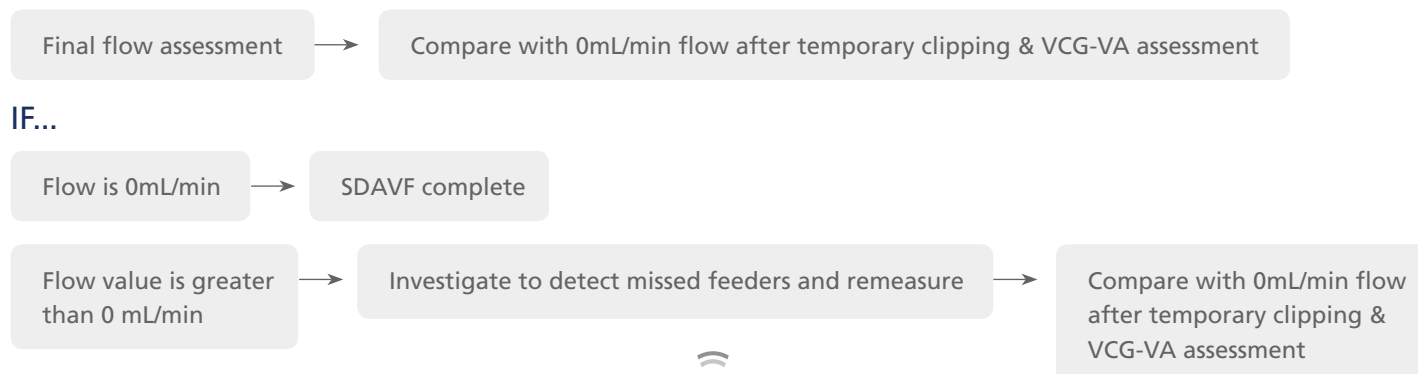 Final flow assessment
Compare with 0mL/min flow after temporary clipping & VCG-VA assessment
IF...
Flow is 0mL/min
SDAVF complete
Flow value is greater
than 0 mL/min
Investigate to detect missed feeders and remeasure
Compare with 0mL/min flow
after temporary clipping &
VCG-VA assessment